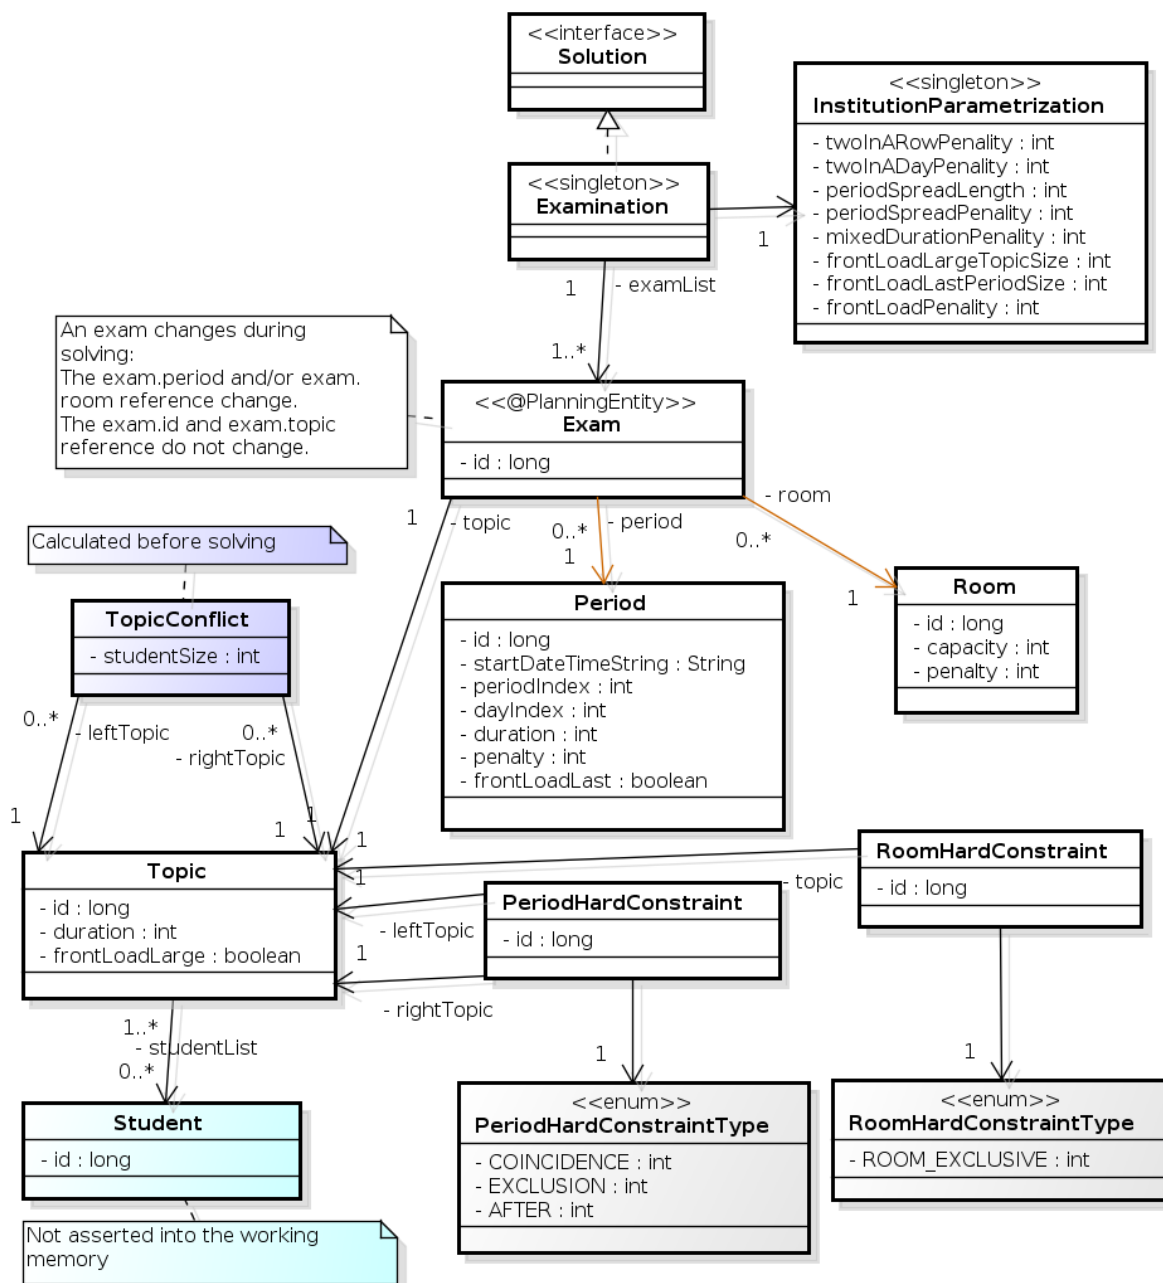 <<interface>>
Solution
<<singleton>>
InstitutionParametrization
- twoInARowPenality : int
- twoInADayPenality : int
- periodSpreadLength : int
- periodSpreadPenality : int
- mixedDurationPenality : int
- frontLoadLargeTopicSize : int
- frontLoadLastPeriodSize : int
- frontLoadPenality : int
<<singleton>>
Examination
1
1
- examList
1..*
An exam changes during
solving:
The exam.period and/or exam.
room reference change.
The exam.id and exam.topic
reference do not change.
<<@PlanningEntity>>
Exam
- id : long
1
- topic
0..*
- period
1
- room
0..*
1
Calculated before solving
TopicConflict
- studentSize : int
0..*
- leftTopic
0..*
- rightTopic
1
1
1
Period
- id : long
- startDateTimeString : String
- periodIndex : int
- dayIndex : int
- duration : int
- penalty : int
- frontLoadLast : boolean
Room
- id : long
- capacity : int
- penalty : int
Topic
- id : long
- duration : int
- frontLoadLarge : boolean
1
1
- leftTopic
1
- rightTopic
- topic
PeriodHardConstraint
- id : long
RoomHardConstraint
- id : long
1..*
- studentList
0..*
1
1
Student
- id : long
Not asserted into the working
memory
<<enum>>
PeriodHardConstraintType
- COINCIDENCE : int
- EXCLUSION : int
- AFTER : int
<<enum>>
RoomHardConstraintType
- ROOM_EXCLUSIVE : int